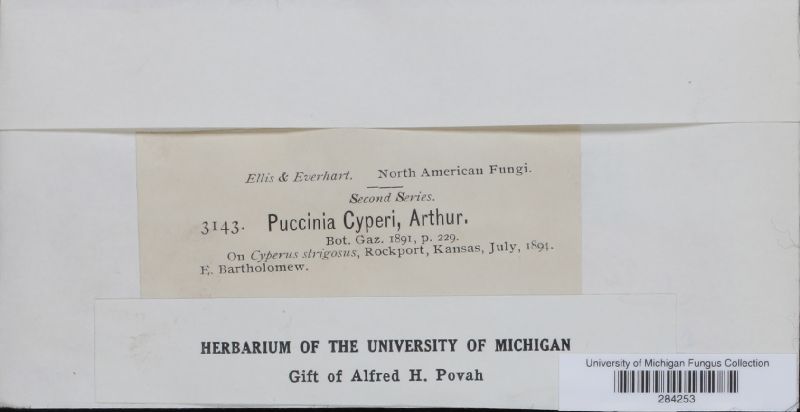 Ellis & Everhart. North American Fungi.
Second Series.
3143. Puccinia Cyperi, Arthur.
Bot. Gaz. 1891, p. 229.
On Cyperus strigosus, Rockport, Kansas, July, 1894.
E. Bartholomew.
HERBARIUM OF THE UNIVERSITY OF MICHIGAN
Gift of Alfred H. Povah
University of Michigan Fungus Collection
284253